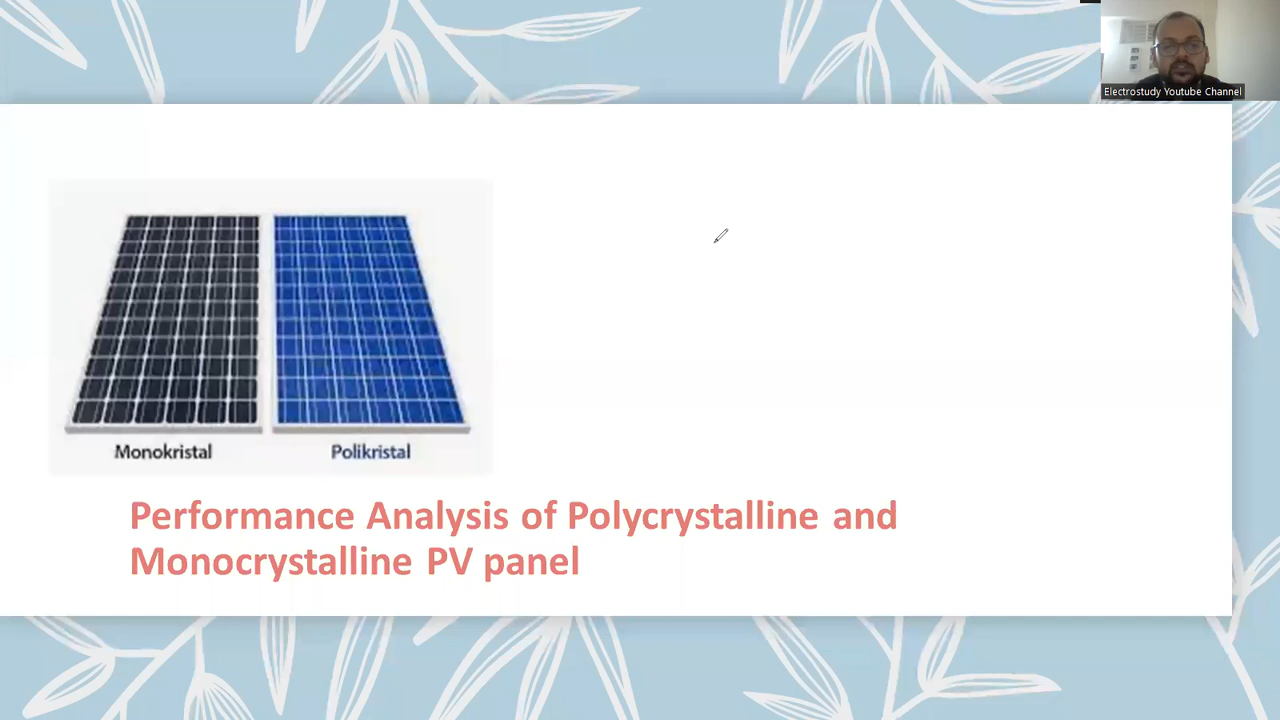 Electrostudy Youtube Channel
Monokristal
Polikristal
Performance Analysis of Polycrystalline and
Monocrystalline PV panel